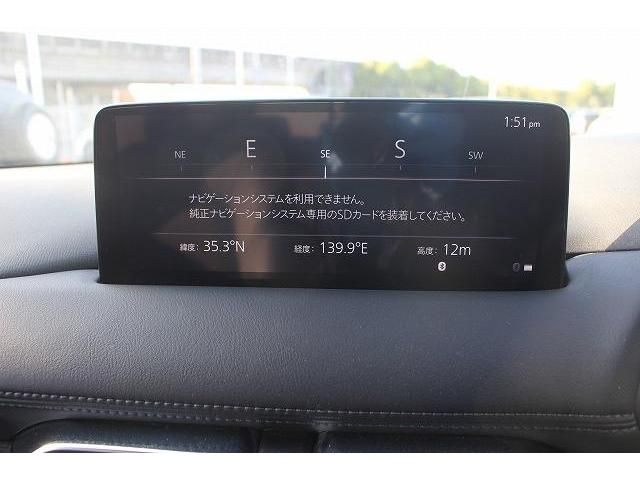 1:51pm
NE E SE S SW
ナビゲーションシステムを利用できません。
純正ナビゲーションシステム専用のSDカードを装着してください。
緯度: 35.3°N 経度: 139.9°E 高度: 12m